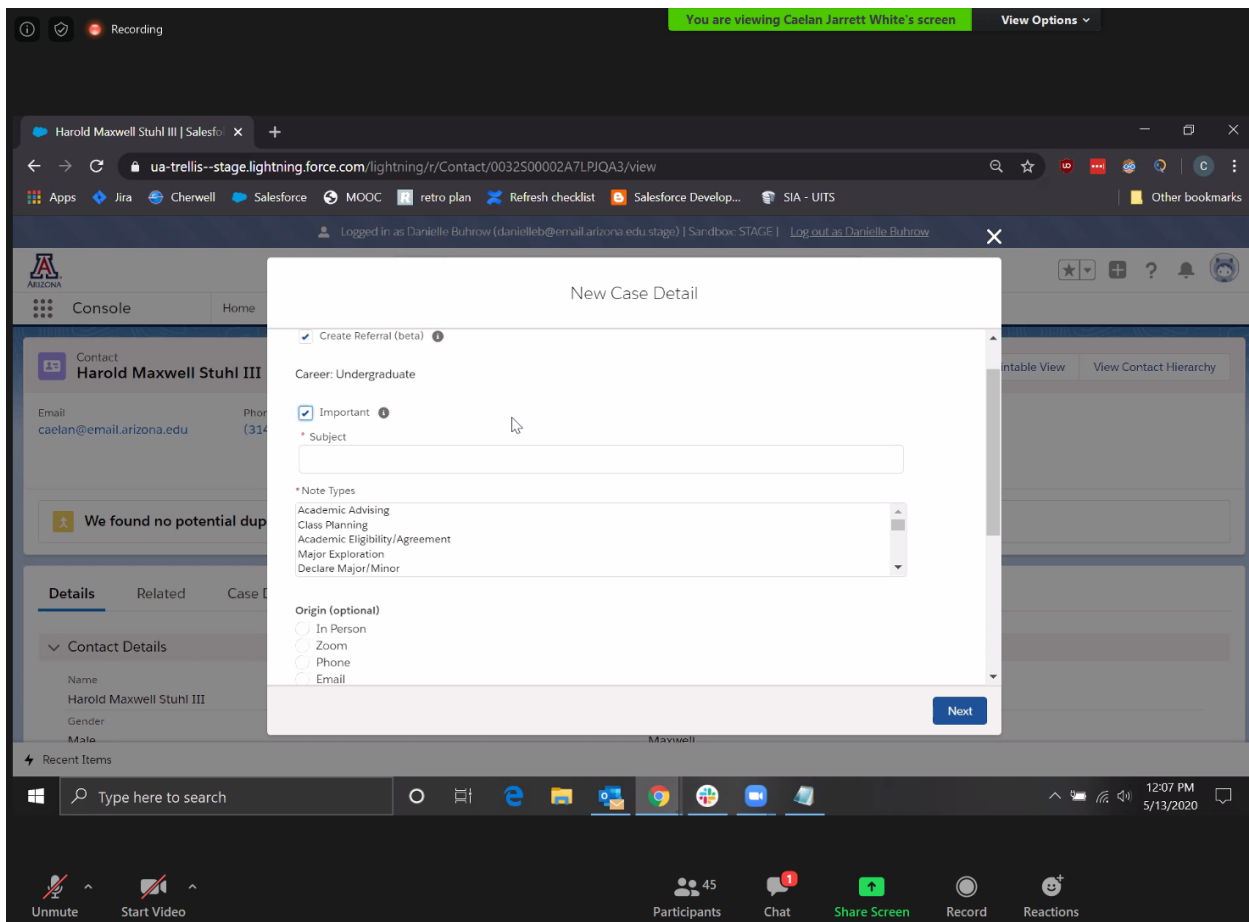 Recording
You are viewing Caelan Jarrett White's screen
View Options
Harold Maxwell Stuhl III | Salesfo
ua-trellis--stage.lightning.force.com/lightning/r/Contact/0032S00002A7LPJQA3/view
Apps Jira Cherwell Salesforce MOOC retro plan Refresh checklist Salesforce Develop... SIA - UITS Other bookmarks
Logged in as Danielle Buhrow (danielleb@email.arizona.edu.stage) | Sandbox: STAGE | Log out as Danielle Buhrow
ARIZONA
Console Home
New Case Detail
Contact
Harold Maxwell Stuhl III
View Contact Hierarchy
Email
caelan@email.arizona.edu
(314
We found no potential dup
Details Related
Contact Details
Name
Harold Maxwell Stuhl III
Gender
Male
Maxwell
Create Referral (beta)
Career: Undergraduate
Important
* Subject
*Note Types
Academic Advising
Class Planning
Academic Eligibility/Agreement
Major Exploration
Declare Major/Minor
Origin (optional)
In Person
Zoom
Phone
Email
Next
Recent Items
Type here to search
12:07 PM
5/13/2020
Unmute
Start Video
45
Participants
1
Chat
Share Screen
Record
Reactions